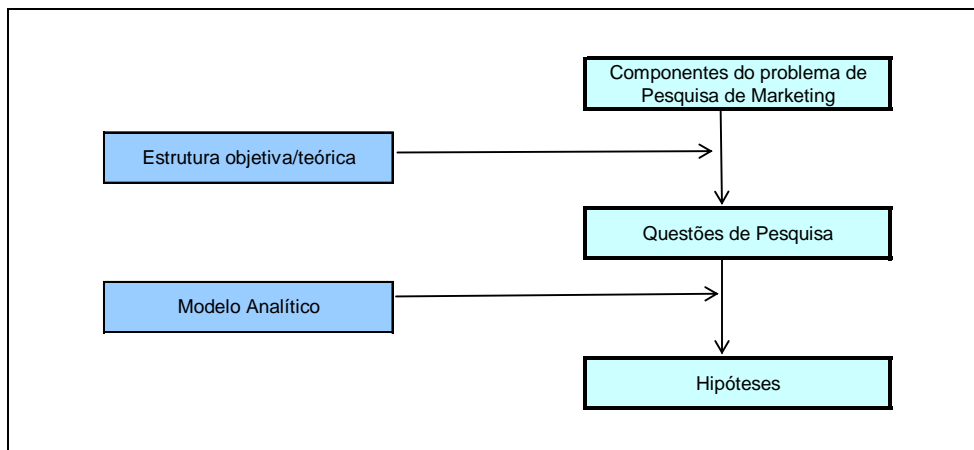 Componentes do problema de
Pesquisa de Marketing
Estrutura objetiva/teórica
Questões de Pesquisa
Modelo Analítico
Hipóteses